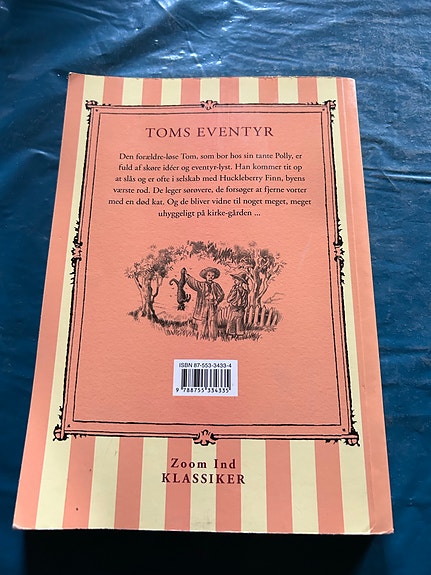 TOMS EVENTYR
Den forældre-løse Tom, som bor hos sin tante Polly, er
fuld af skøre idéer og eventyr-lyst. Han kommer tit op
at slås og er ofte i selskab med Huckleberry Finn, byens
værste rod. De leger sørøvere, de forsøger at fjerne vorter
med en død kat. Og de bliver vidne til noget meget, meget
uhyggeligt på kirke-gården ...
ISBN 87-553-3433-4
9 788755 334335
Zoom Ind
KLASSIKER